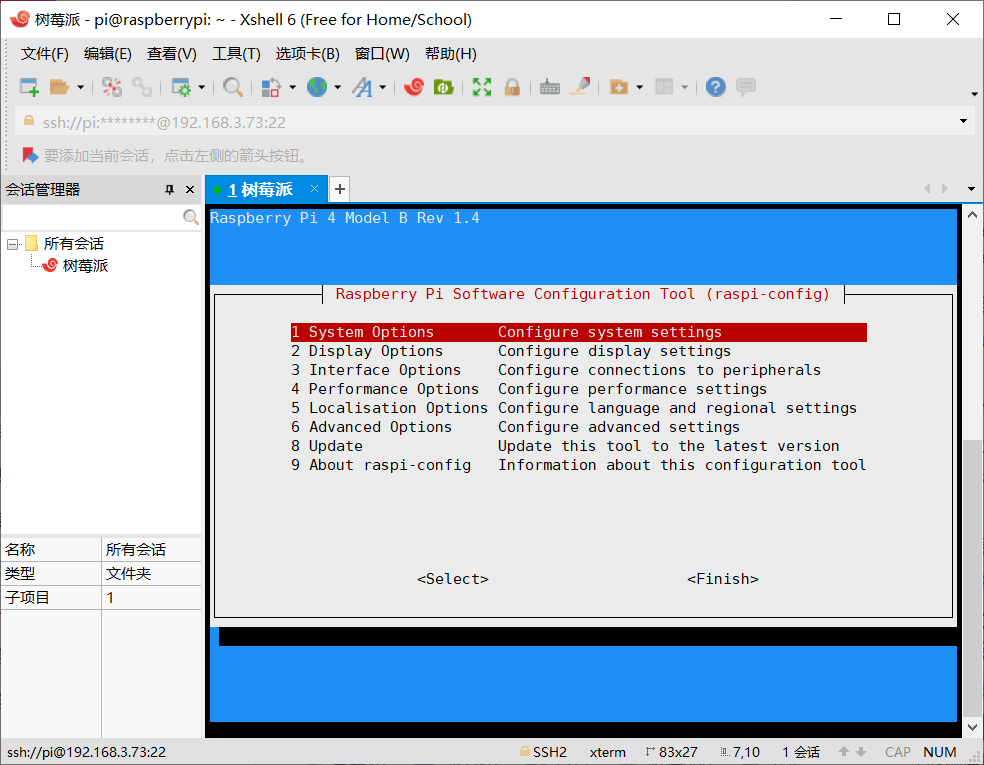 树莓派 - pi@raspberrypi: ~ - Xshell 6 (Free for Home/School)
文件(F) 编辑(E) 查看(V) 工具(T) 选项卡(B) 窗口(W) 帮助(H)
ssh://pi:********@192.168.3.73:22
要添加当前会话，点击左侧的箭头按钮。
会话管理器
1 树莓派
所有会话
树莓派
Raspberry Pi 4 Model B Rev 1.4
Raspberry Pi Software Configuration Tool (raspi-config)
1 System Options Configure system settings
2 Display Options Configure display settings
3 Interface Options Configure connections to peripherals
4 Performance Options Configure performance settings
5 Localisation Options Configure language and regional settings
6 Advanced Options Configure advanced settings
8 Update Update this tool to the latest version
9 About raspi-config Information about this configuration tool
<Select> <Finish>
名称 所有会话
类型 文件夹
子项目 1
ssh://pi@192.168.3.73:22 SSH2 xterm 83x27 7,10 1 会话 CAP NUM